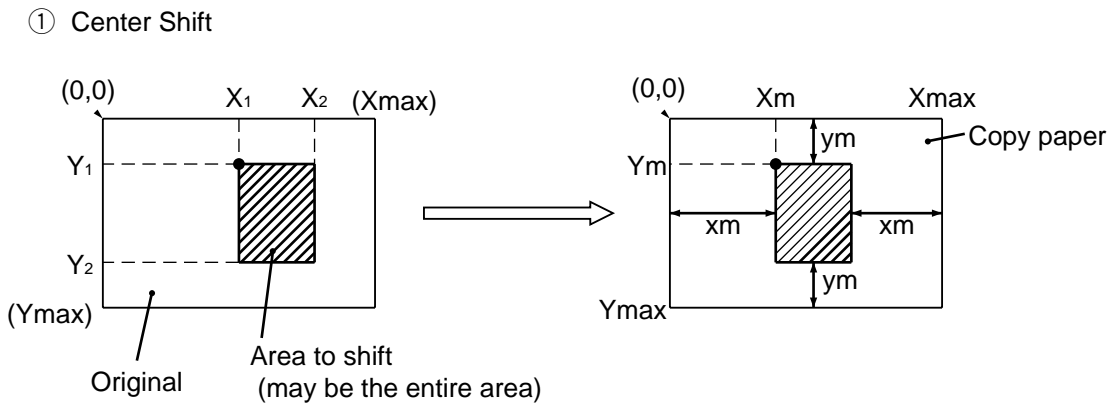 ① Center Shift
(0,0) X1 X2 (Xmax)
Y1
Y2
(Ymax)
Original
Area to shift
(may be the entire area)
(0,0) Xm Xmax
ym
Copy paper
Ym
xm xm
ym
Ymax